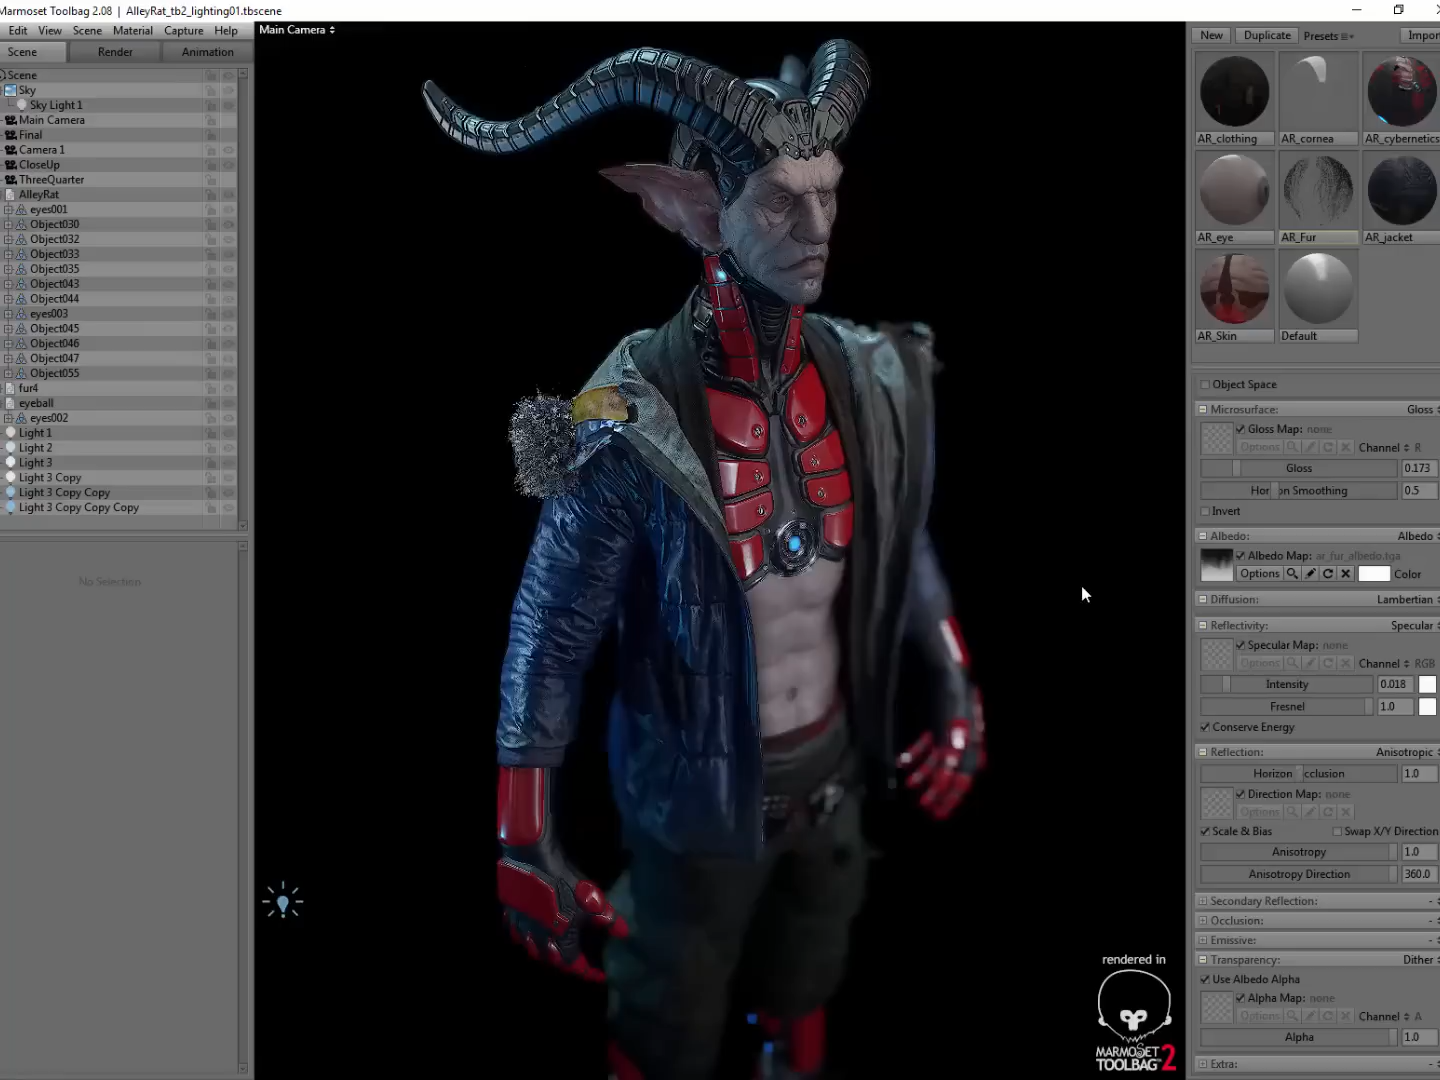 Marmoset Toolbag 2.08 | AlleyRat_tb2_lighting01.tbscene
Edit View Scene Material Capture Help
Scene Render Animation
Scene
Sky
Sky Light 1
Main Camera
Final
Camera 1
CloseUp
ThreeQuarter
AlleyRat
eyes001
Object030
Object032
Object033
Object035
Object043
Object044
eyes003
Object045
Object046
Object047
Object055
fur4
eyeball
eyes002
Light 1
Light 2
Light 3
Light 3 Copy
Light 3 Copy Copy
Light 3 Copy Copy Copy
No Selection
Main Camera
rendered in
MARMOSET
TOOLBAG 2
New Duplicate Presets Impor
AR_clothing AR_cornea AR_cybernetics
AR_eye AR_Fur AR_jacket
AR_Skin Default
Object Space
Microsurface: Gloss
Gloss Map: none
Options Channel R
Gloss 0.173
Hor on Smoothing 0.5
Invert
Albedo: Albedo
Albedo Map: ar_fur_albedo.tga
Options Color
Diffusion: Lambertian
Reflectivity: Specular
Specular Map: none
Options Channel RGB
Intensity 0.018
Fresnel 1.0
Conserve Energy
Reflection: Anisotropic
Horizon cclusion 1.0
Direction Map: none
Options
Scale & Bias Swap X/Y Direction
Anisotropy 1.0
Anisotropy Direction 360.0
Secondary Reflection: -
Occlusion: -
Emissive: -
Transparency: Dither
Use Albedo Alpha
Alpha Map: none
Options Channel A
Alpha 1.0
Extra: -